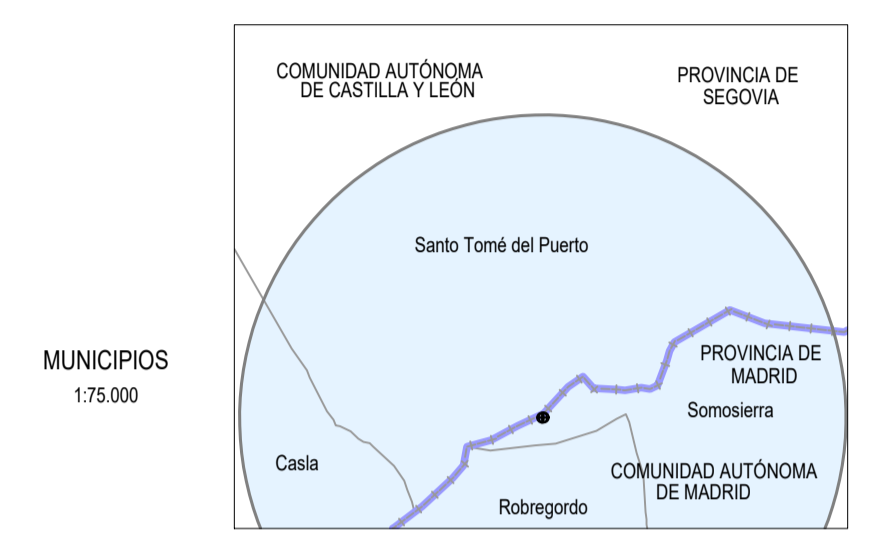 COMUNIDAD AUTÓNOMA
DE CASTILLA Y LEÓN
PROVINCIA DE
SEGOVIA
Santo Tomé del Puerto
MUNICIPIOS
1:75.000
PROVINCIA DE
MADRID
Somosierra
Casla
COMUNIDAD AUTÓNOMA
DE MADRID
Robregordo